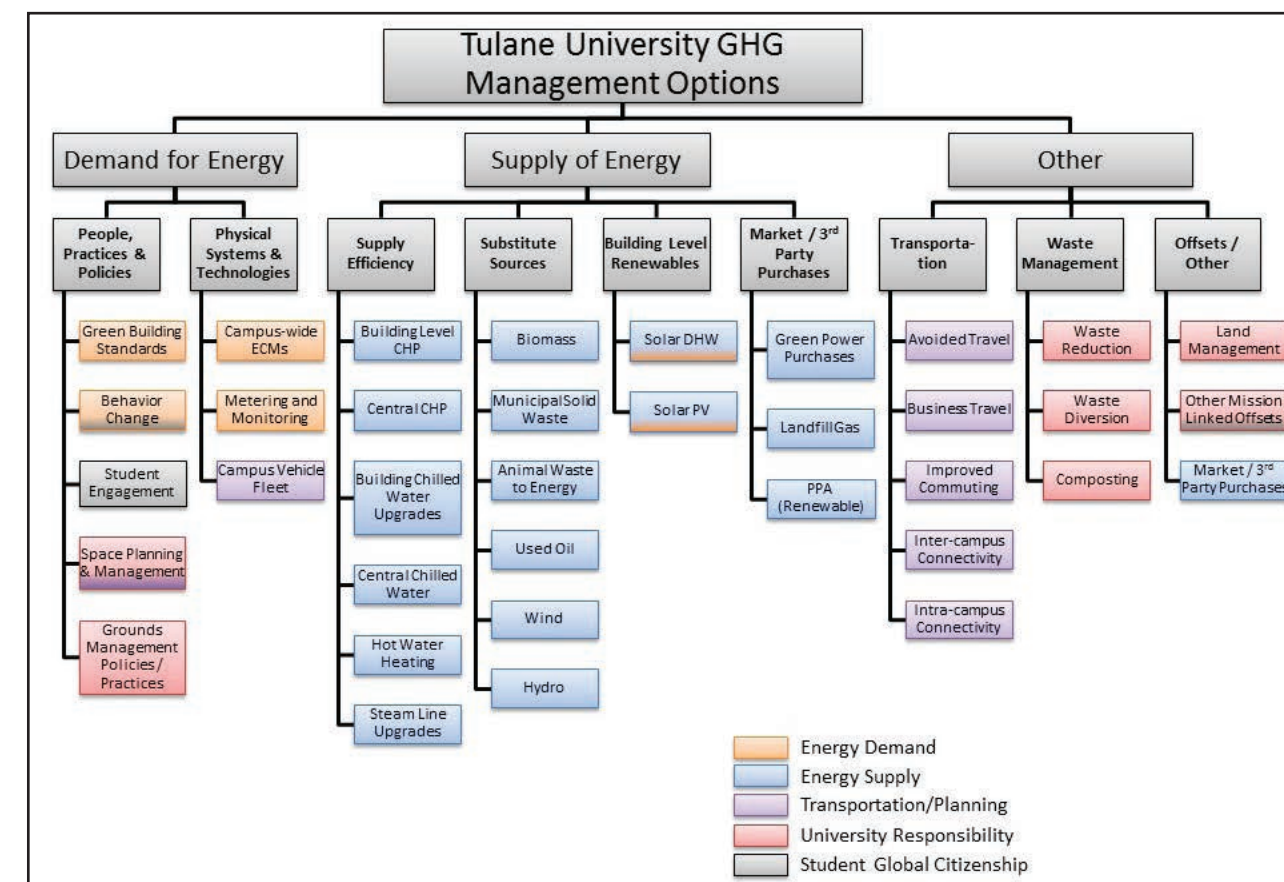 Tulane University GHG
Management Options
Demand for Energy
Supply of Energy
Other
People,
Practices &
Policies
Physical
Systems &
Technologies
Supply
Efficiency
Substitute
Sources
Building Level
Renewables
Market / 3rd
Party
Purchases
Transporta-
tion
Waste
Management
Offsets /
Other
Green Building
Standards
Behavior
Change
Student
Engagement
Space Planning
& Management
Grounds
Management
Policies/
Practices
Campus-wide
ECMs
Metering and
Monitoring
Campus Vehicle
Fleet
Building Level
CHP
Central CHP
Building Chilled
Water
Upgrades
Central Chilled
Water
Hot Water
Heating
Steam Line
Upgrades
Biomass
Municipal Solid
Waste
Animal Waste
to Energy
Used Oil
Wind
Hydro
Solar DHW
Solar PV
Green Power
Purchases
Landfill Gas
PPA
(Renewable)
Avoided Travel
Business Travel
Improved
Commuting
Inter-campus
Connectivity
Intra-campus
Connectivity
Waste
Reduction
Waste
Diversion
Composting
Land
Management
Other Mission
Linked Offsets
Market / 3rd
Party Purchases
Energy Demand
Energy Supply
Transportation/Planning
University Responsibility
Student Global Citizenship